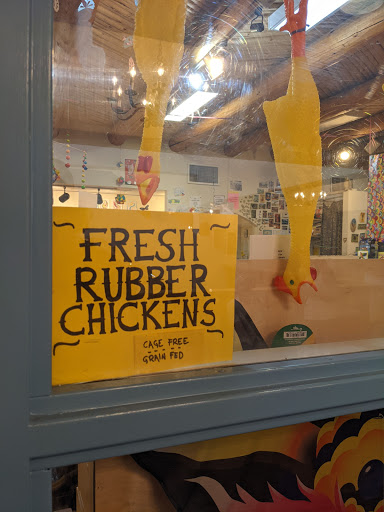 FRESH
RUBBER
CHICKENS
CAGE FREE
GRAIN FED